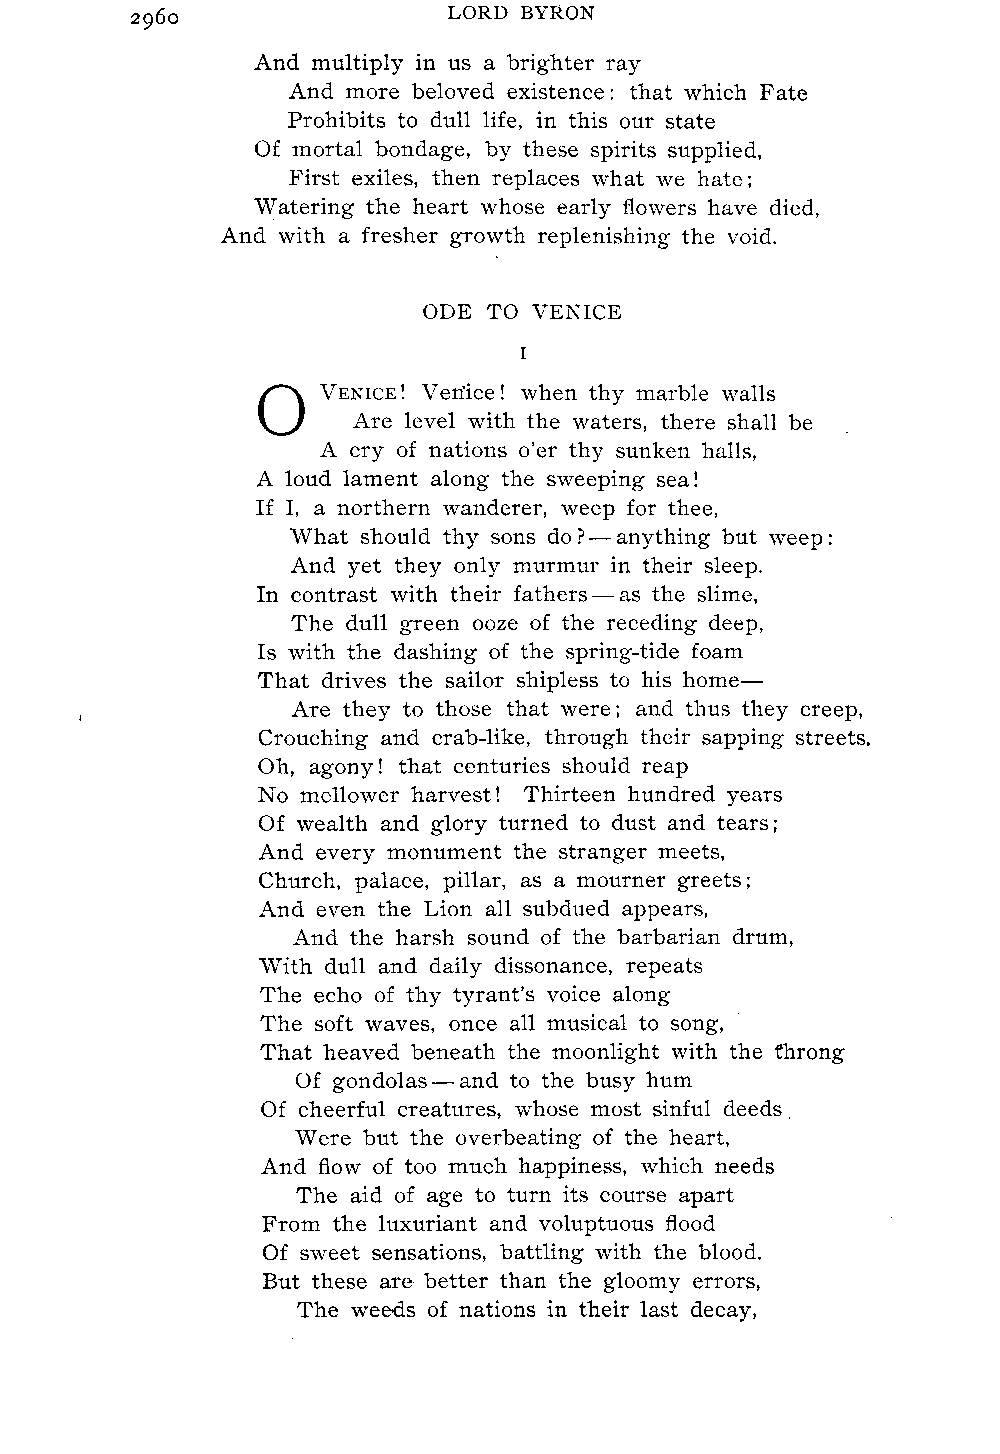 2960
LORD BYRON
And multiply in us a brighter ray
And more beloved existence: that which Fate
Prohibits to dull life, in this our state
Of mortal bondage, by these spirits supplied,
First exiles, then replaces what we hate;
Watering the heart whose early flowers have died,
And with a fresher growth replenishing the void.
ODE TO VENICE
I
O VENICE! Venice! when thy marble walls
Are level with the waters, there shall be
A cry of nations o'er thy sunken halls,
A loud lament along the sweeping sea!
If I, a northern wanderer, weep for thee,
What should thy sons do?—anything but weep:
And yet they only murmur in their sleep.
In contrast with their fathers—as the slime,
The dull green ooze of the receding deep,
Is with the dashing of the spring-tide foam
That drives the sailor shipless to his home—
Are they to those that were; and thus they creep,
Crouching and crab-like, through their sapping streets.
Oh, agony! that centuries should reap
No mellower harvest! Thirteen hundred years
Of wealth and glory turned to dust and tears;
And every monument the stranger meets,
Church, palace, pillar, as a mourner greets;
And even the Lion all subdued appears,
And the harsh sound of the barbarian drum,
With dull and daily dissonance, repeats
The echo of thy tyrant's voice along
The soft waves, once all musical to song,
That heaved beneath the moonlight with the throng
Of gondolas—and to the busy hum
Of cheerful creatures, whose most sinful deeds
Were but the overbeating of the heart,
And flow of too much happiness, which needs
The aid of age to turn its course apart
From the luxuriant and voluptuous flood
Of sweet sensations, battling with the blood.
But these are better than the gloomy errors,
The weeds of nations in their last decay,